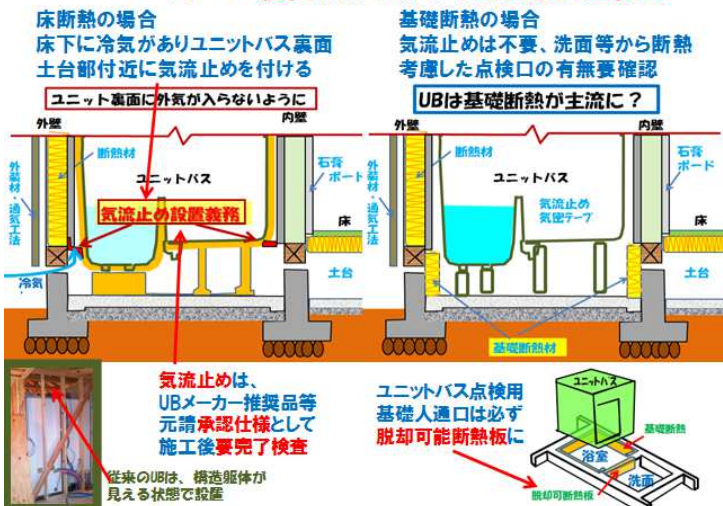 床断熱の場合
床下に冷気がありユニットバス裏面
土台部付近に気流止めを付ける
ユニット裏面に外気が入らないように
外壁
内壁
外装材・通気工法
断熱材
ユニットバス
石膏
ボード
気流止め設置義務
床
土台
冷気
気流止めは、
UBメーカー推奨品等
元請承認仕様として
施工後要完了検査
従来のUBは、構造躯体が
見える状態で設置
基礎断熱の場合
気流止めは不要、洗面等から断熱
考慮した点検口の有無要確認
UBは基礎断熱が主流に？
外壁
内壁
外装材・通気工法
断熱材
ユニットバス
石膏
ボード
気流止め
気密テープ
床
土台
基礎断熱材
ユニットバス点検用
基礎人通口は必ず
脱却可能断熱板に
ユニットバス
基礎断熱
浴室
洗面
脱却可断熱板